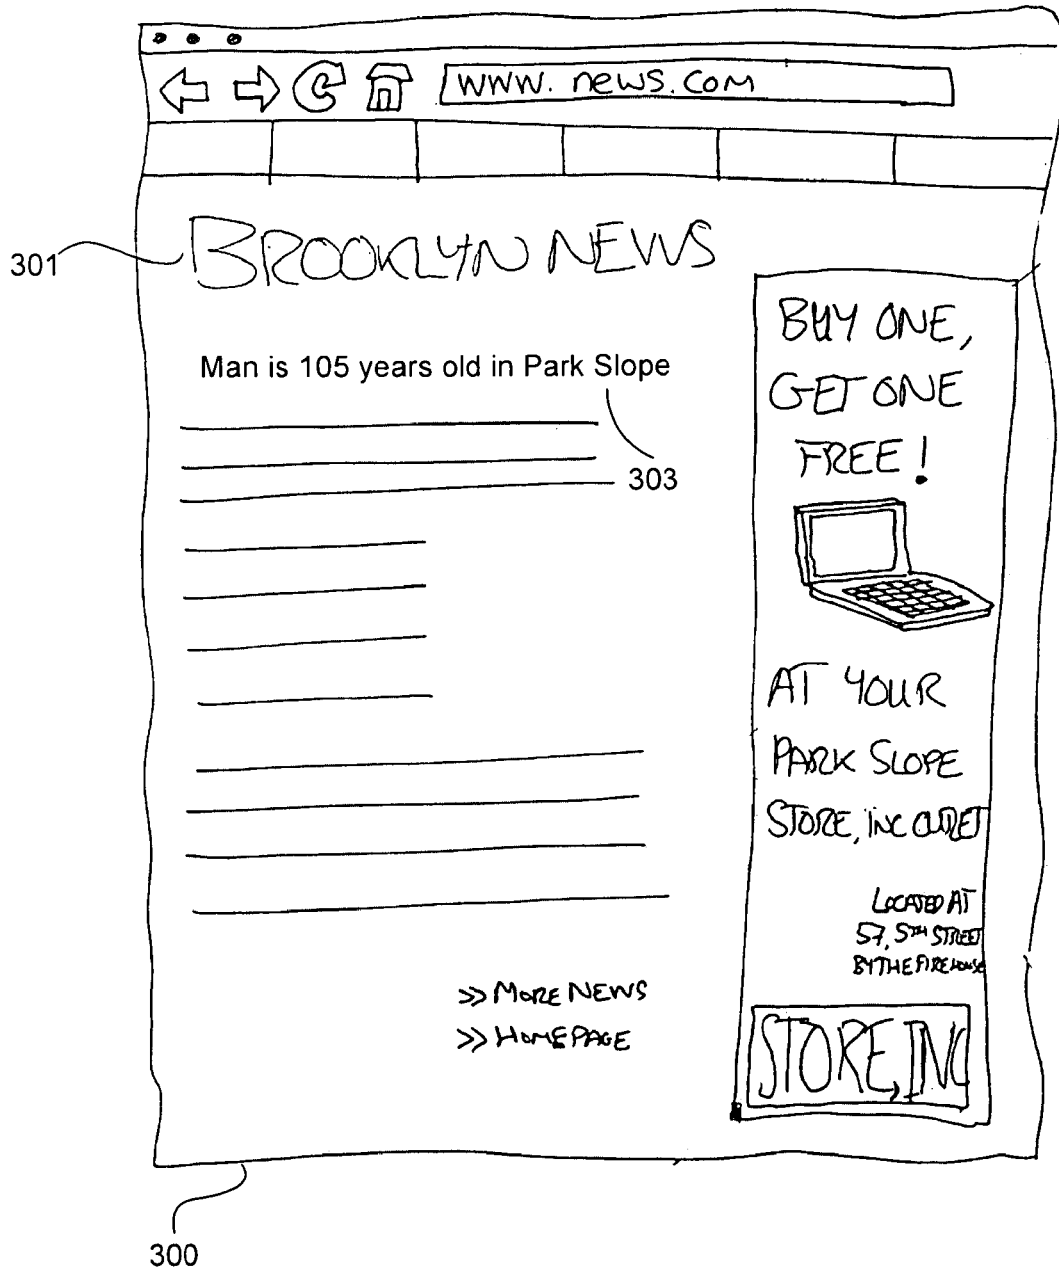 www.news.com
301
BROOKLYN NEWS
Man is 105 years old in Park Slope
303
>> MORE NEWS
>> HOMEPAGE
BUY ONE,
GET ONE
FREE!
AT YOUR
PARK SLOPE
STORE, INC OUTLET
LOCATED AT
57, 5TH STREET
BY THE FIREHOUSE
STORE, INC
300